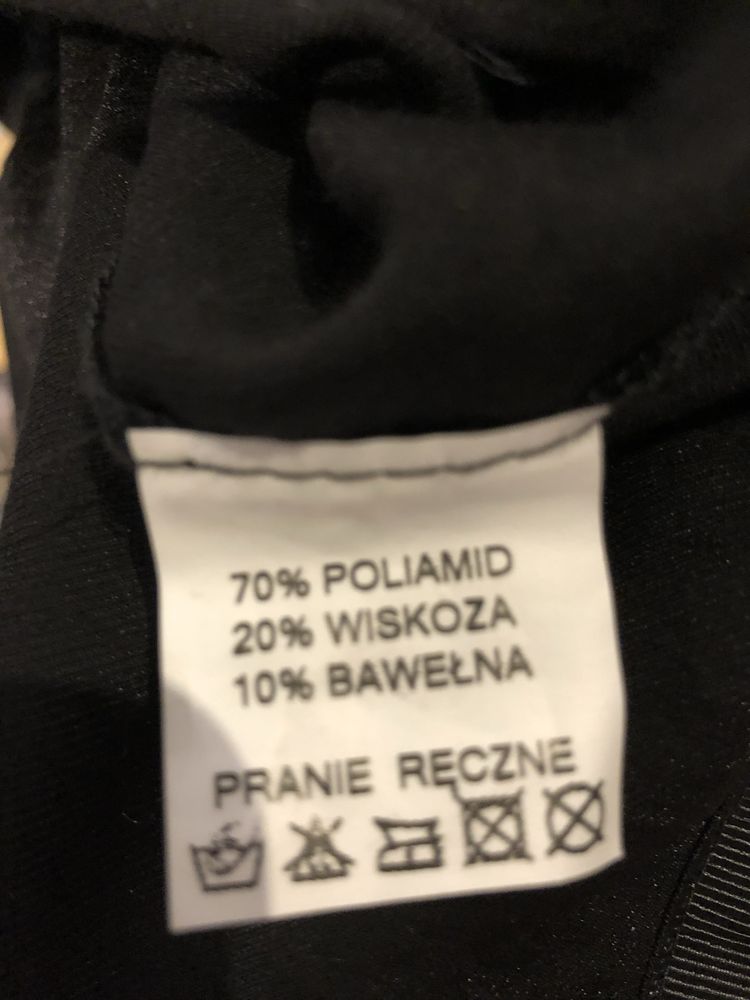 70% POLIAMID
20% WISKOZA
10% BAWEŁNA
PRANIE RĘCZNE